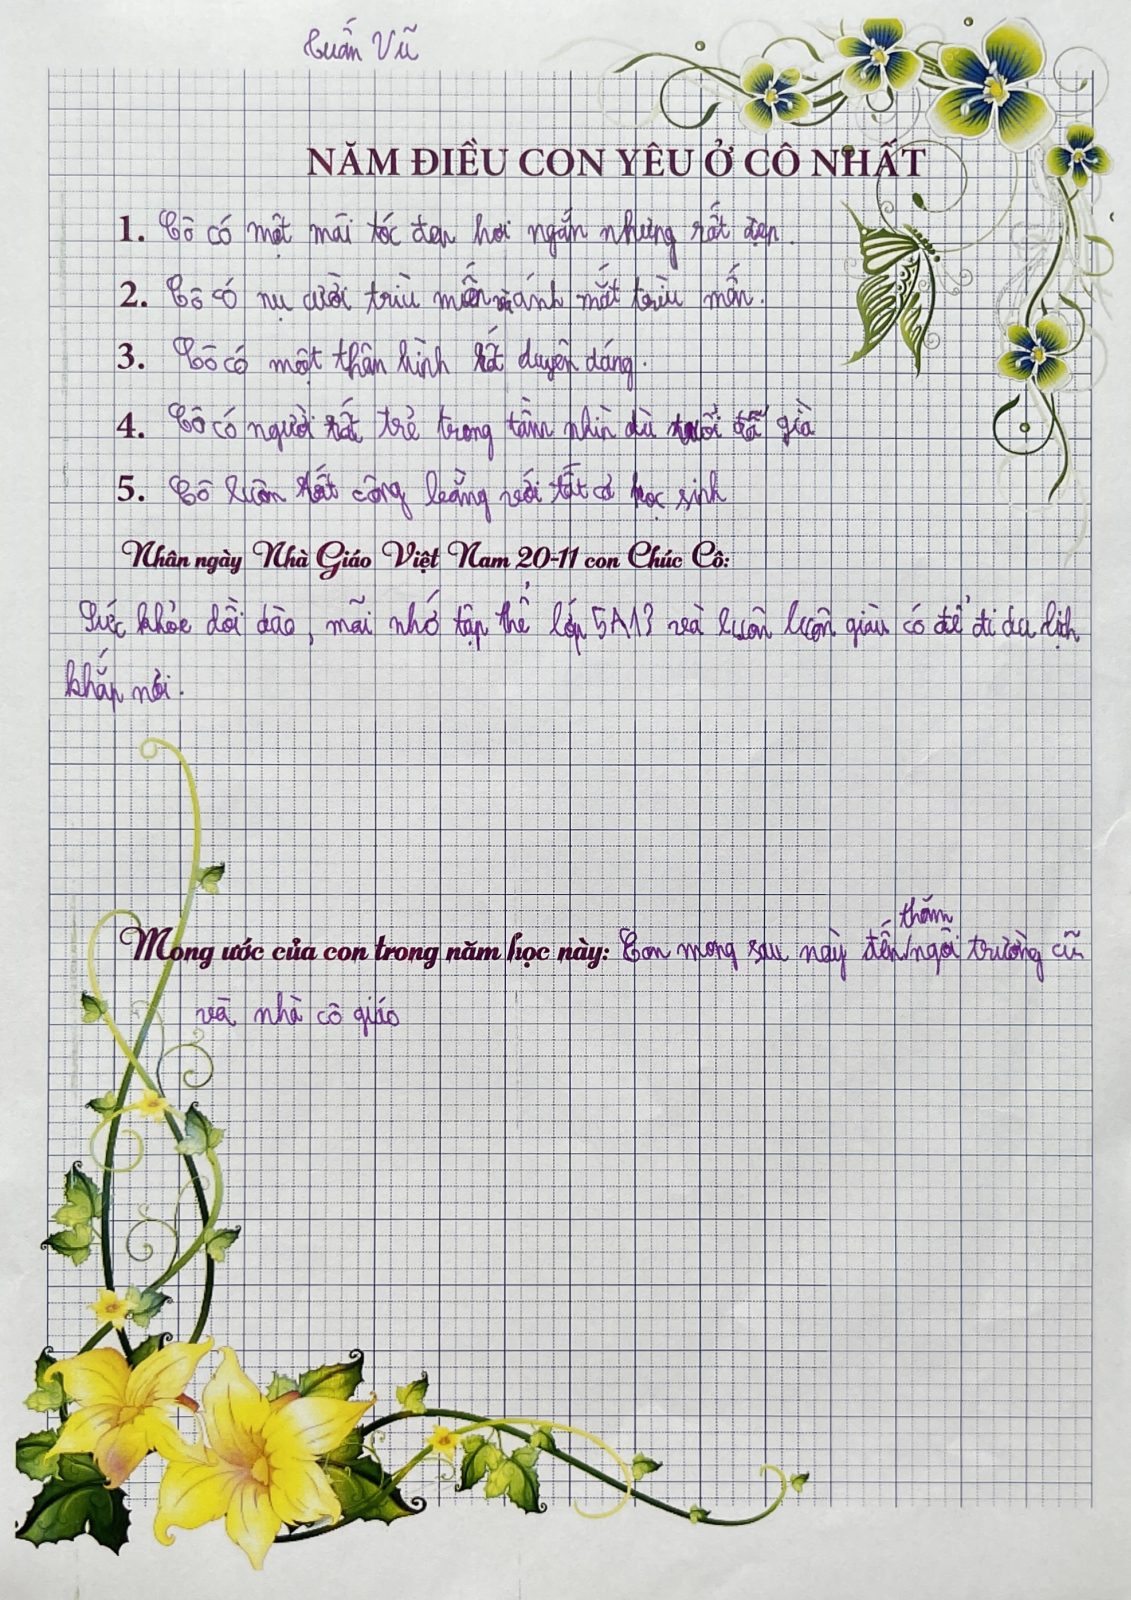 Tuấn Vũ
NĂM ĐIỀU CON YÊU Ở CÔ NHẤT
1. Cô có một mái tóc đẹp hơi ngắn nhưng rất đẹp.
2. Cô có nụ cười trìu mến và ánh mắt trìu mến.
3. Cô có một thân hình rất duyên dáng.
4. Cô có người rất trẻ trong tầm nhìn dù tuổi đã già
5. Cô luôn rất công bằng với tất cả học sinh
Nhân ngày Nhà Giáo Việt Nam 20-11 con Chúc Cô:
Sức khỏe dồi dào, mãi nhớ tập thể lớp 5A13 và luôn luôn giàu có để đi du lịch
khắp nơi.
Mong ước của con trong năm học này: Con mong sau này đến thăm ngôi trường cũ
và nhà cô giáo